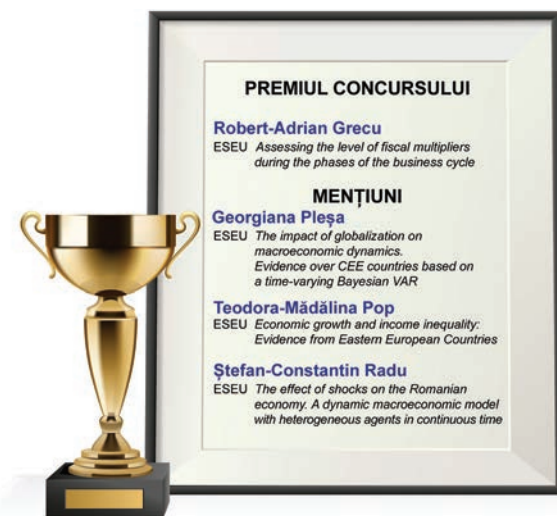 PREMIUL CONCURSULUI
Robert-Adrian Grecu
ESEU Assessing the level of fiscal multipliers
during the phases of the business cycle
MENȚIUNI
Georgiana Pleșa
ESEU The impact of globalization on
macroeconomic dynamics.
Evidence over CEE countries based on
a time-varying Bayesian VAR
Teodora-Mădălina Pop
ESEU Economic growth and income inequality:
Evidence from Eastern European Countries
Ștefan-Constantin Radu
ESEU The effect of shocks on the Romanian
economy. A dynamic macroeconomic model
with heterogeneous agents in continuous time